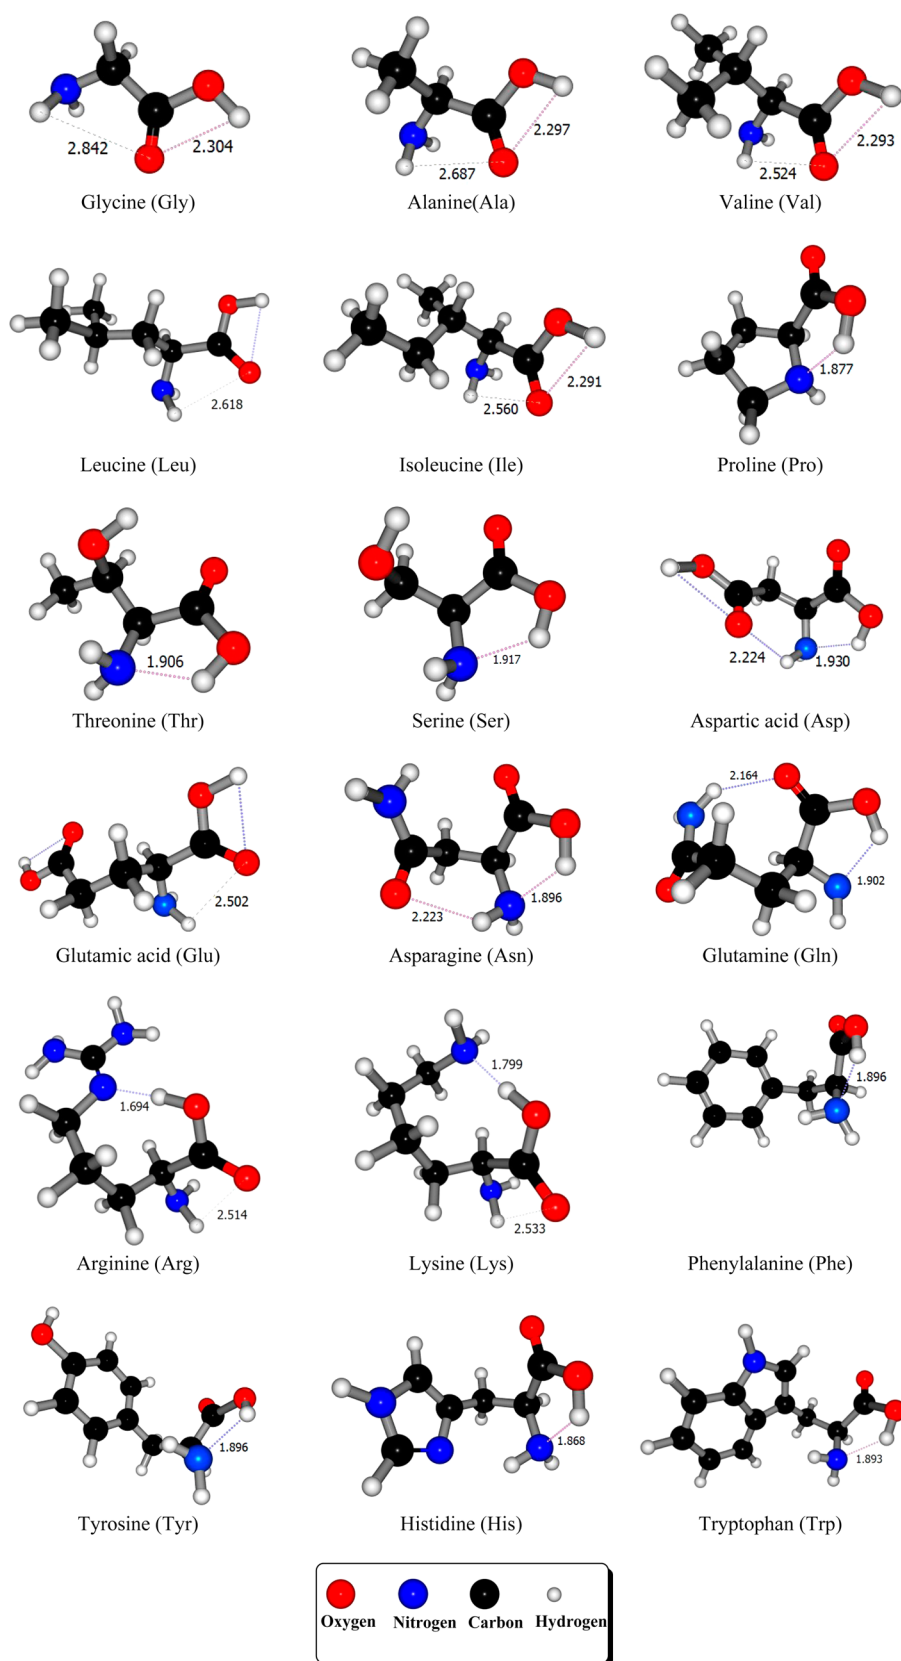 2.842
2.304
2.297
2.687
2.293
2.524
Glycine (Gly)
Alanine(Ala)
Valine (Val)
2.618
2.291
2.560
1.877
Leucine (Leu)
Isoleucine (Ile)
Proline (Pro)
1.906
1.917
2.224
1.930
Threonine (Thr)
Serine (Ser)
Aspartic acid (Asp)
2.502
2.223
1.896
2.164
1.902
Glutamic acid (Glu)
Asparagine (Asn)
Glutamine (Gln)
1.694
2.514
1.799
2.533
1.896
Arginine (Arg)
Lysine (Lys)
Phenylalanine (Phe)
1.896
1.868
1.893
Tyrosine (Tyr)
Histidine (His)
Tryptophan (Trp)
Oxygen
Nitrogen
Carbon
Hydrogen